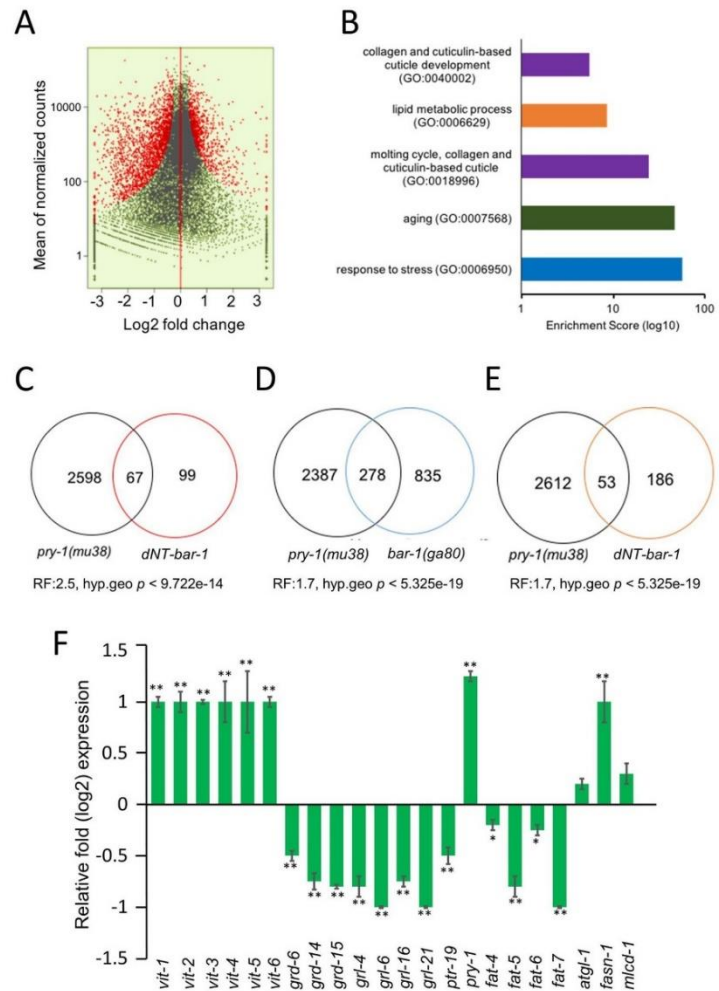 A
Mean of normalized counts
10000
100
1
-3 -2 -1 0 1 2 3
Log2 fold change
B
collagen and cuticulin-based
cuticle development
(GO:0040002)
lipid metabolic process
(GO:0006629)
molting cycle, collagen and
cuticulin-based cuticle
(GO:0018996)
aging (GO:0007568)
response to stress (GO:0006950)
1 10 100
Enrichment Score (log10)
C
2598 67 99
pry-1(mu38) dNT-bar-1
RF:2.5, hyp.geo p < 9.722e-14
D
2387 278 835
pry-1(mu38) bar-1(ga80)
RF:1.7, hyp.geo p < 5.325e-19
E
2612 53 186
pry-1(mu38) dNT-bar-1
RF:1.7, hyp.geo p < 5.325e-19
F
Relative fold (log2) expression
1.5
1
0.5
0
-0.5
-1
-1.5
** ** ** ** ** ** ** ** ** ** ** ** ** ** ** * ** * ** **
vit-1
vit-2
vit-3
vit-4
vit-5
vit-6
grd-6
grd-14
grd-15
grl-4
grl-6
grl-16
grl-21
ptr-19
pry-1
fat-4
fat-5
fat-6
fat-7
atgl-1
fasn-1
mlcd-1